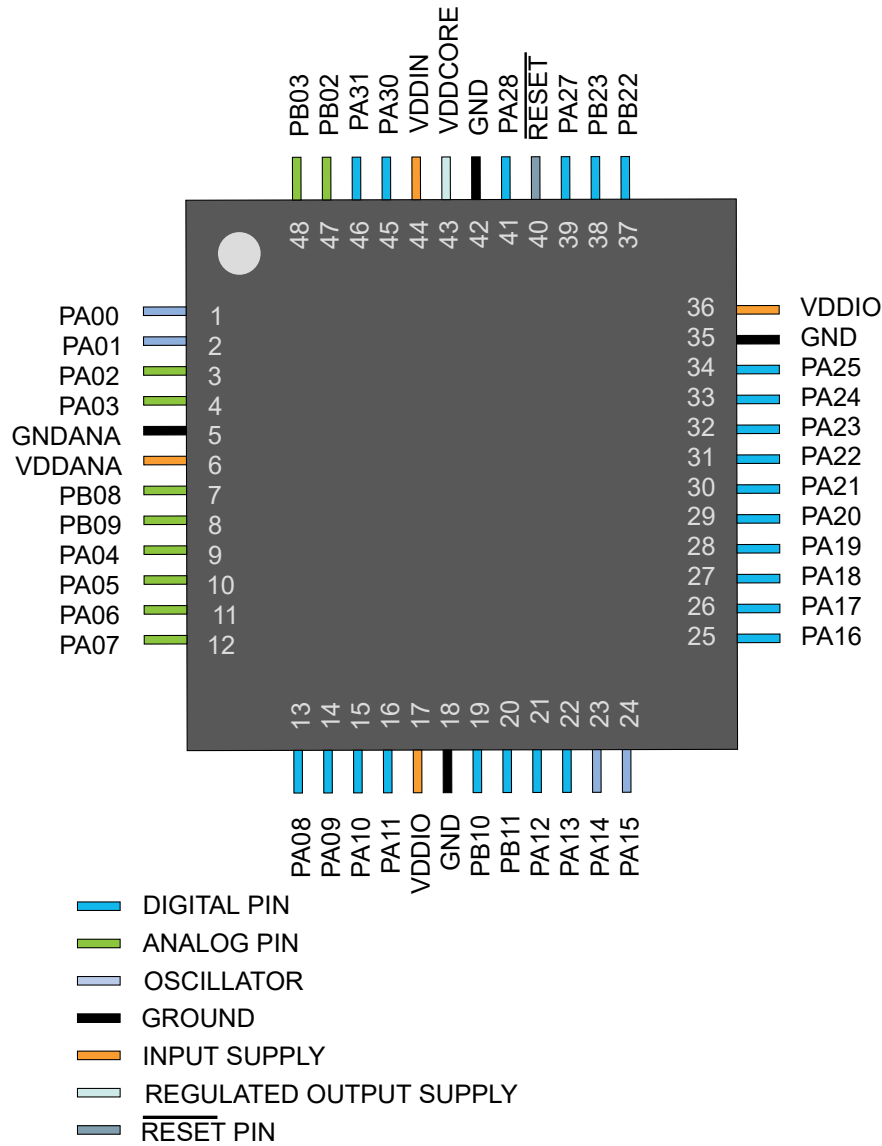 PB03
PB02
PA31
PA30
VDDIN
VDDCORE
GND
PA28
RESET
PA27
PB23
PB22
48
47
46
45
44
43
42
41
40
39
38
37
PA00 1
PA01 2
PA02 3
PA03 4
GNDANA 5
VDDANA 6
PB08 7
PB09 8
PA04 9
PA05 10
PA06 11
PA07 12
36 VDDIO
35 GND
34 PA25
33 PA24
32 PA23
31 PA22
30 PA21
29 PA20
28 PA19
27 PA18
26 PA17
25 PA16
13
14
15
16
17
18
19
20
21
22
23
24
PA08
PA09
PA10
PA11
VDDIO
GND
PB10
PB11
PA12
PA13
PA14
PA15
DIGITAL PIN
ANALOG PIN
OSCILLATOR
GROUND
INPUT SUPPLY
REGULATED OUTPUT SUPPLY
RESET PIN